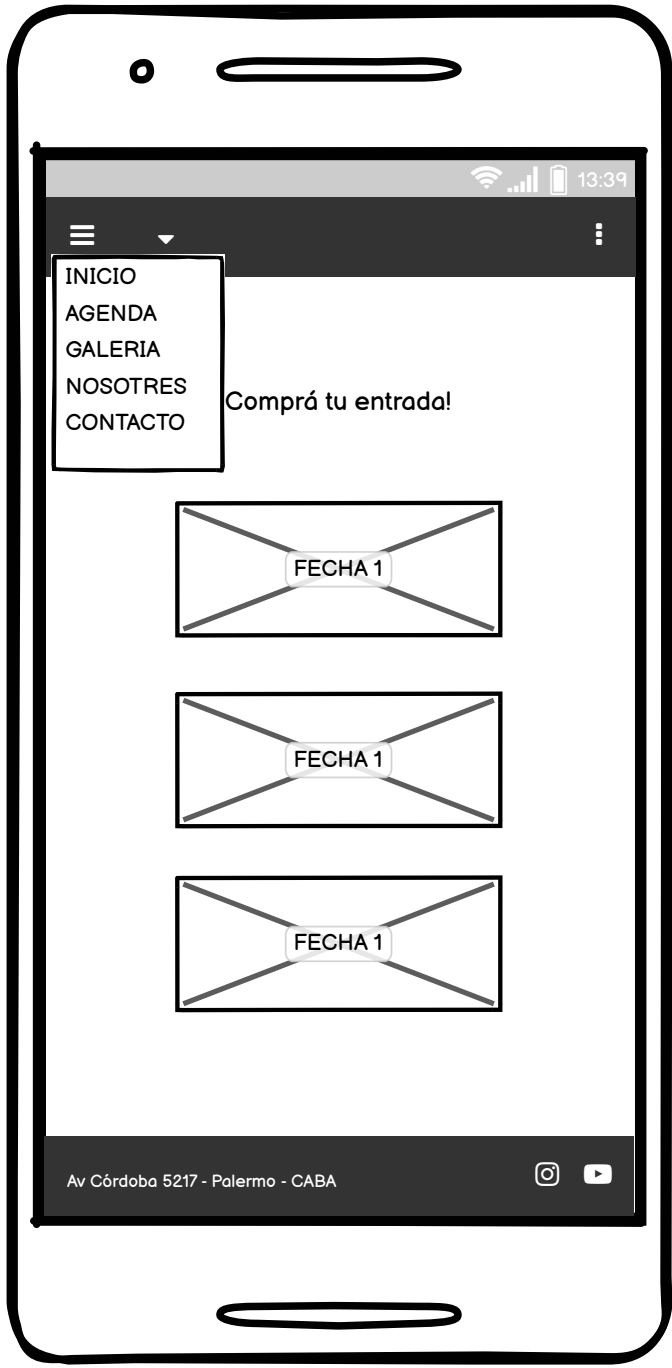 13:39
INICIO
AGENDA
GALERIA
NOSOTRES
CONTACTO
Comprá tu entrada!
FECHA 1
FECHA 1
FECHA 1
Av Córdoba 5217 - Palermo - CABA